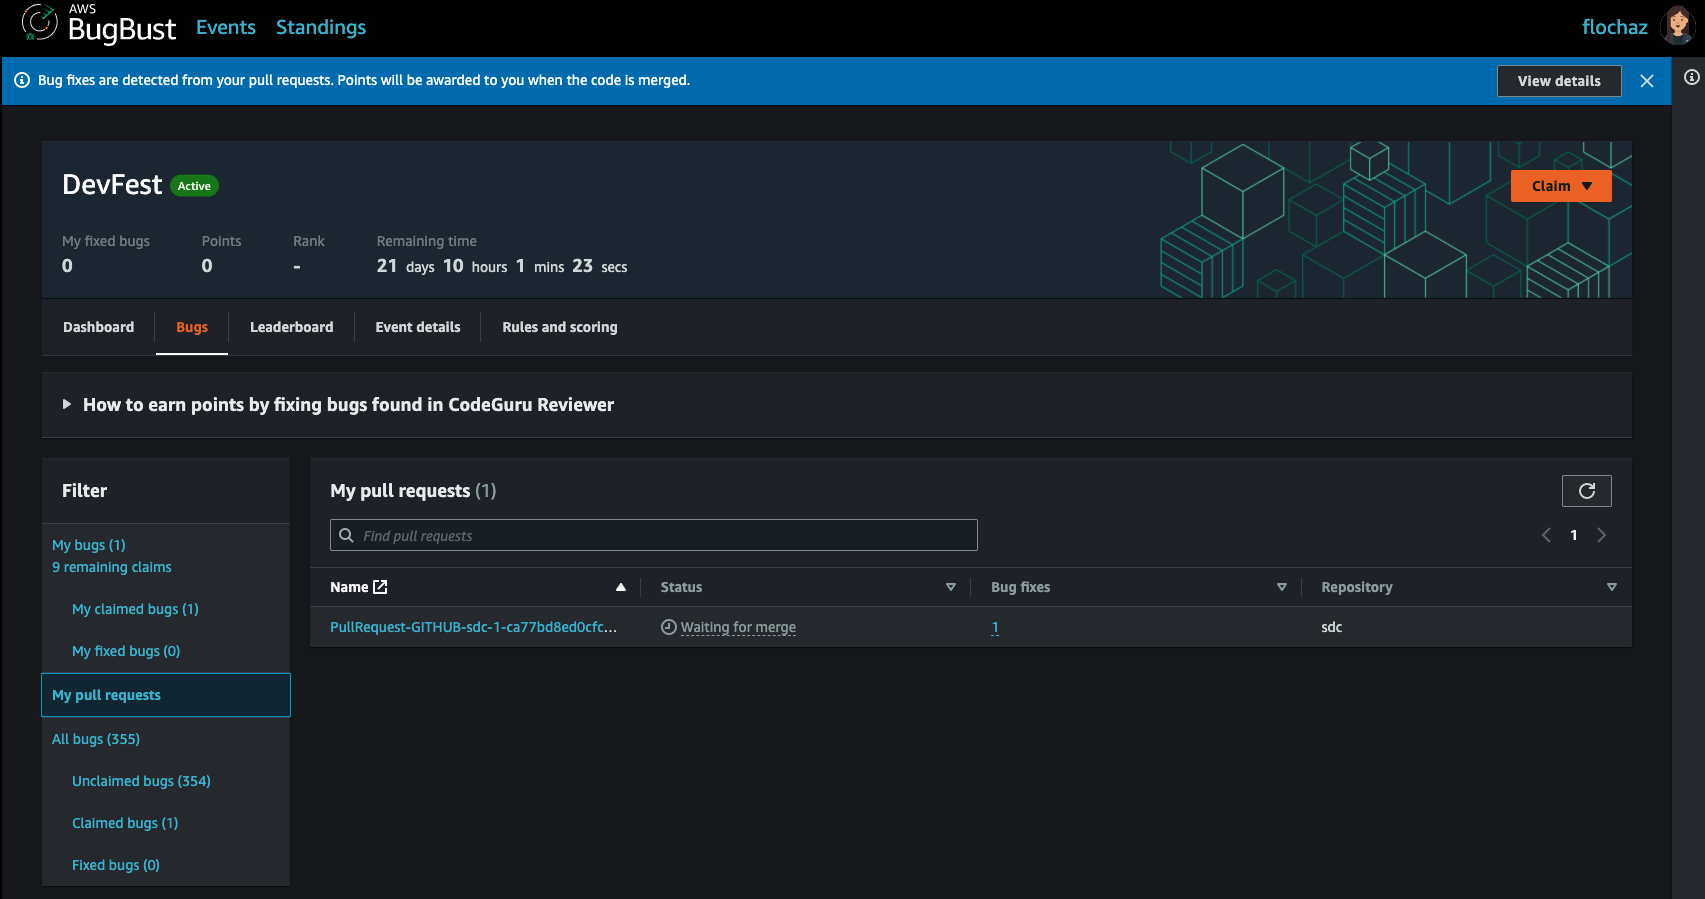 AWS
BugBust
Events
Standings
flochaz
Bug fixes are detected from your pull requests. Points will be awarded to you when the code is merged.
View details
DevFest
Active
Claim
My fixed bugs
0
Points
0
Rank
-
Remaining time
21 days 10 hours 1 mins 23 secs
Dashboard
Bugs
Leaderboard
Event details
Rules and scoring
How to earn points by fixing bugs found in CodeGuru Reviewer
Filter
My bugs (1)
9 remaining claims
My claimed bugs (1)
My fixed bugs (0)
My pull requests
All bugs (355)
Unclaimed bugs (354)
Claimed bugs (1)
Fixed bugs (0)
My pull requests (1)
Find pull requests
1
Name
Status
Bug fixes
Repository
PullRequest-GITHUB-sdc-1-ca77bd8ed0cfc...
Waiting for merge
1
sdc